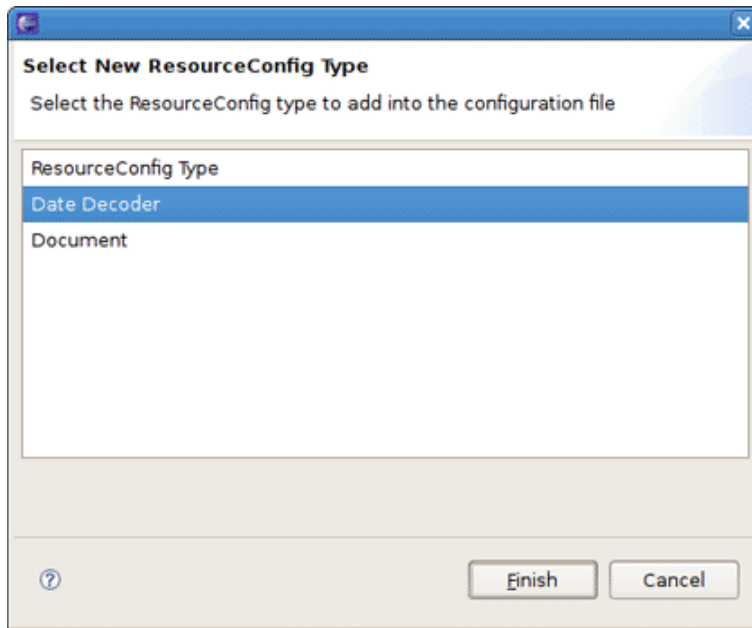 Select New ResourceConfig Type
Select the ResourceConfig type to add into the configuration file
ResourceConfig Type
Date Decoder
Document
?
Finish
Cancel